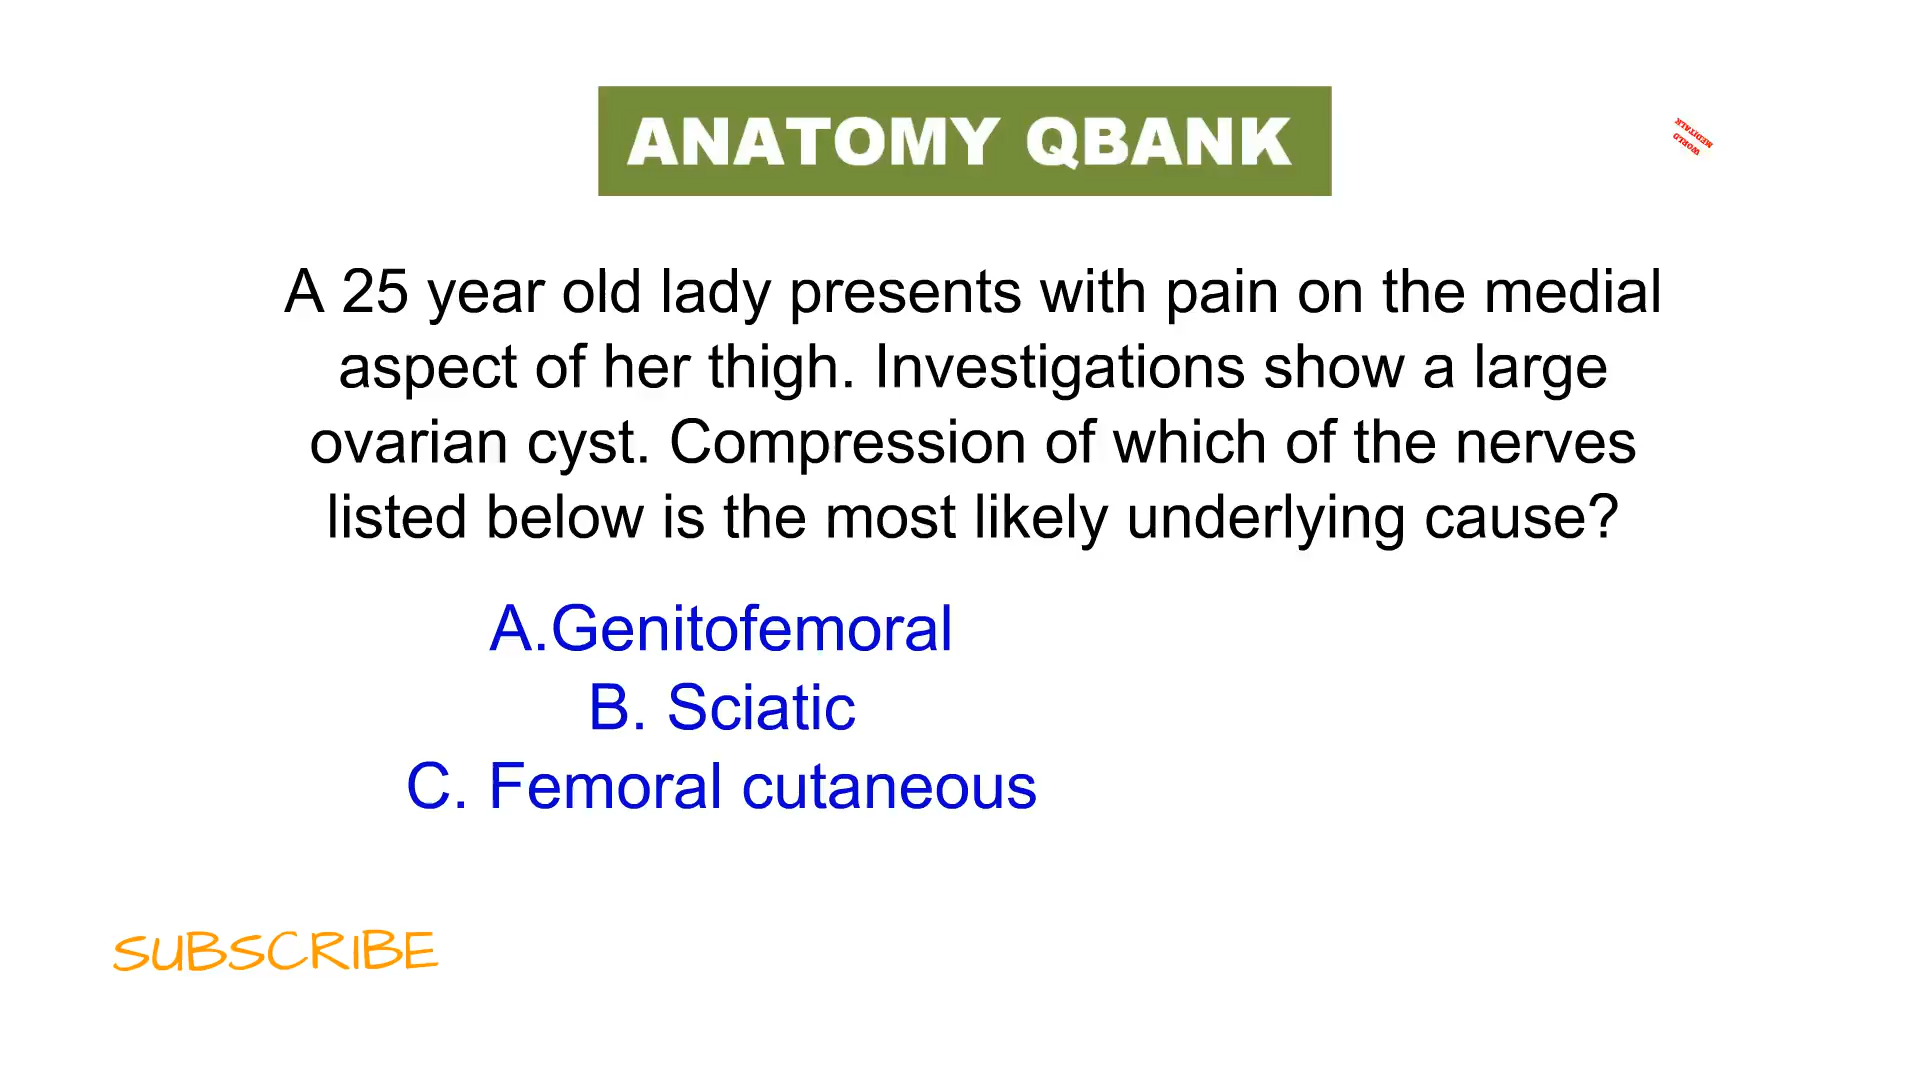 ANATOMY QBANK
MEDITALK
WORLD
A 25 year old lady presents with pain on the medial
aspect of her thigh. Investigations show a large
ovarian cyst. Compression of which of the nerves
listed below is the most likely underlying cause?
A.Genitofemoral
B. Sciatic
C. Femoral cutaneous
SUBSCRIBE